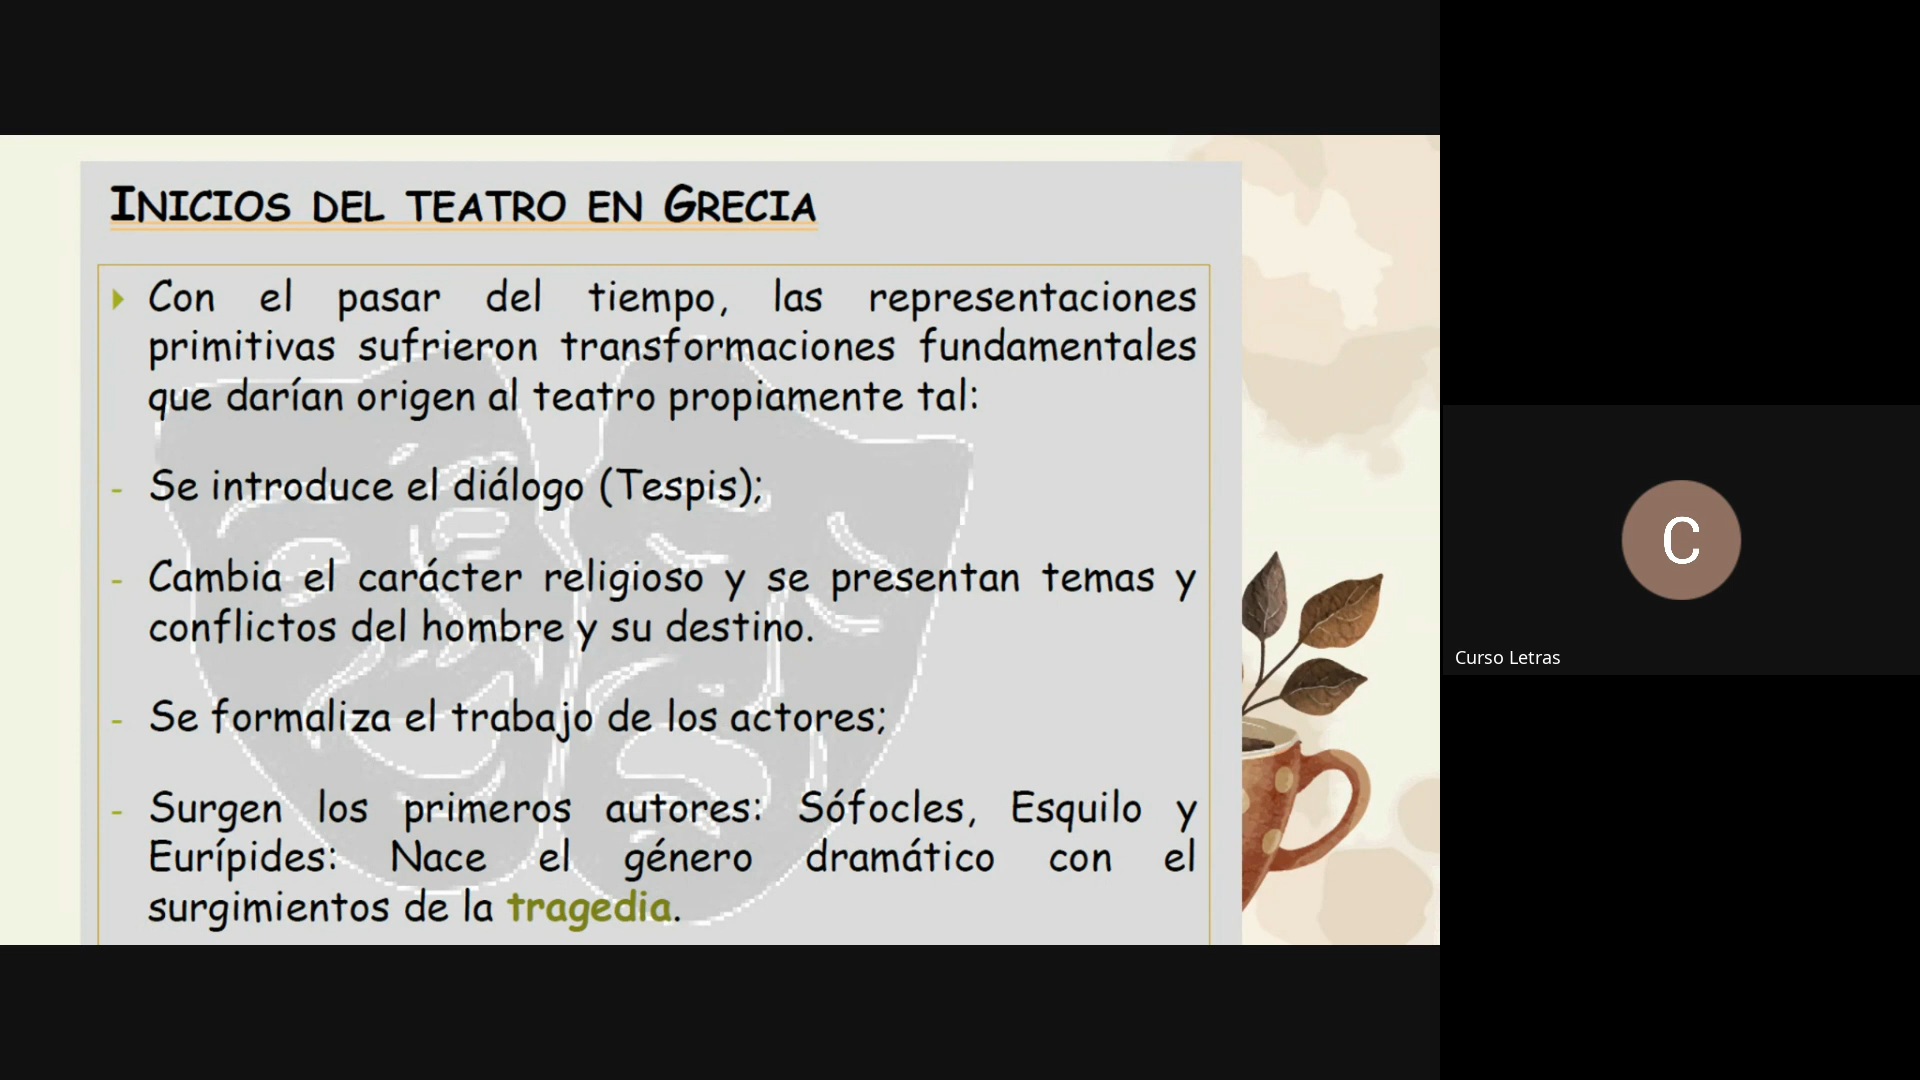 INICIOS DEL TEATRO EN GRECIA
Con el pasar del tiempo, las representaciones
primitivas sufrieron transformaciones fundamentales
que darían origen al teatro propiamente tal:
- Se introduce el diálogo (Tespis);
- Cambia el carácter religioso y se presentan temas y
conflictos del hombre y su destino.
- Se formaliza el trabajo de los actores;
- Surgen los primeros autores: Sófocles, Esquilo y
Eurípides: Nace el género dramático con el
surgimientos de la tragedia.
C
Curso Letras